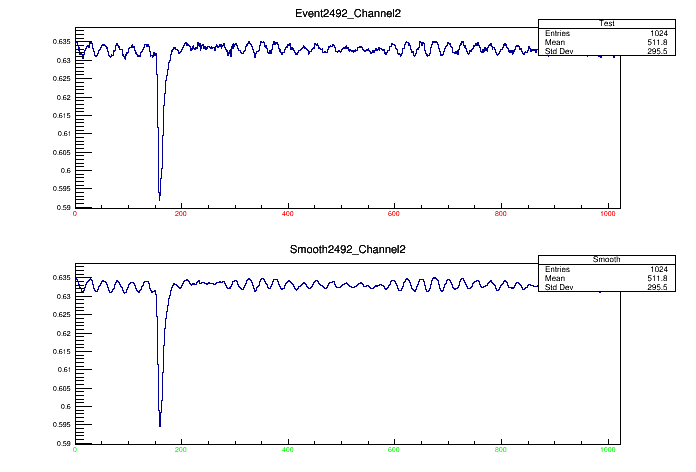 Event2492_Channel2
Test
Entries 1024
Mean 511.8
Std Dev 295.5
0.635
0.63
0.625
0.62
0.615
0.61
0.605
0.6
0.595
0.59
0 200 400 600 800 1000
Smooth2492_Channel2
Smooth
Entries 1024
Mean 511.8
Std Dev 295.5
0.635
0.63
0.625
0.62
0.615
0.61
0.605
0.6
0.595
0.59
0 200 400 600 800 1000